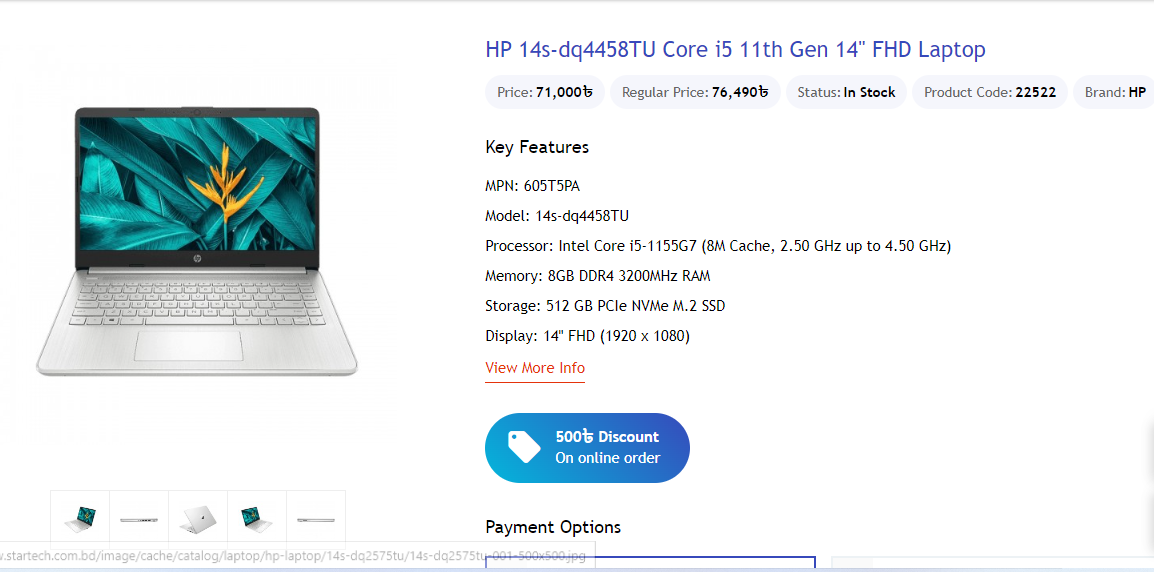 HP 14s-dq4458TU Core i5 11th Gen 14" FHD Laptop
Price: 71,000৳ Regular Price: 76,490৳ Status: In Stock Product Code: 22522 Brand: HP
Key Features
MPN: 605T5PA
Model: 14s-dq4458TU
Processor: Intel Core i5-1155G7 (8M Cache, 2.50 GHz up to 4.50 GHz)
Memory: 8GB DDR4 3200MHz RAM
Storage: 512 GB PCIe NVMe M.2 SSD
Display: 14" FHD (1920 x 1080)
View More Info
500৳ Discount
On online order
Payment Options
hp
.startech.com.bd/image/cache/catalog/laptop/hp-laptop/14s-dq2575tu/14s-dq2575tu-001-500x500.jpg